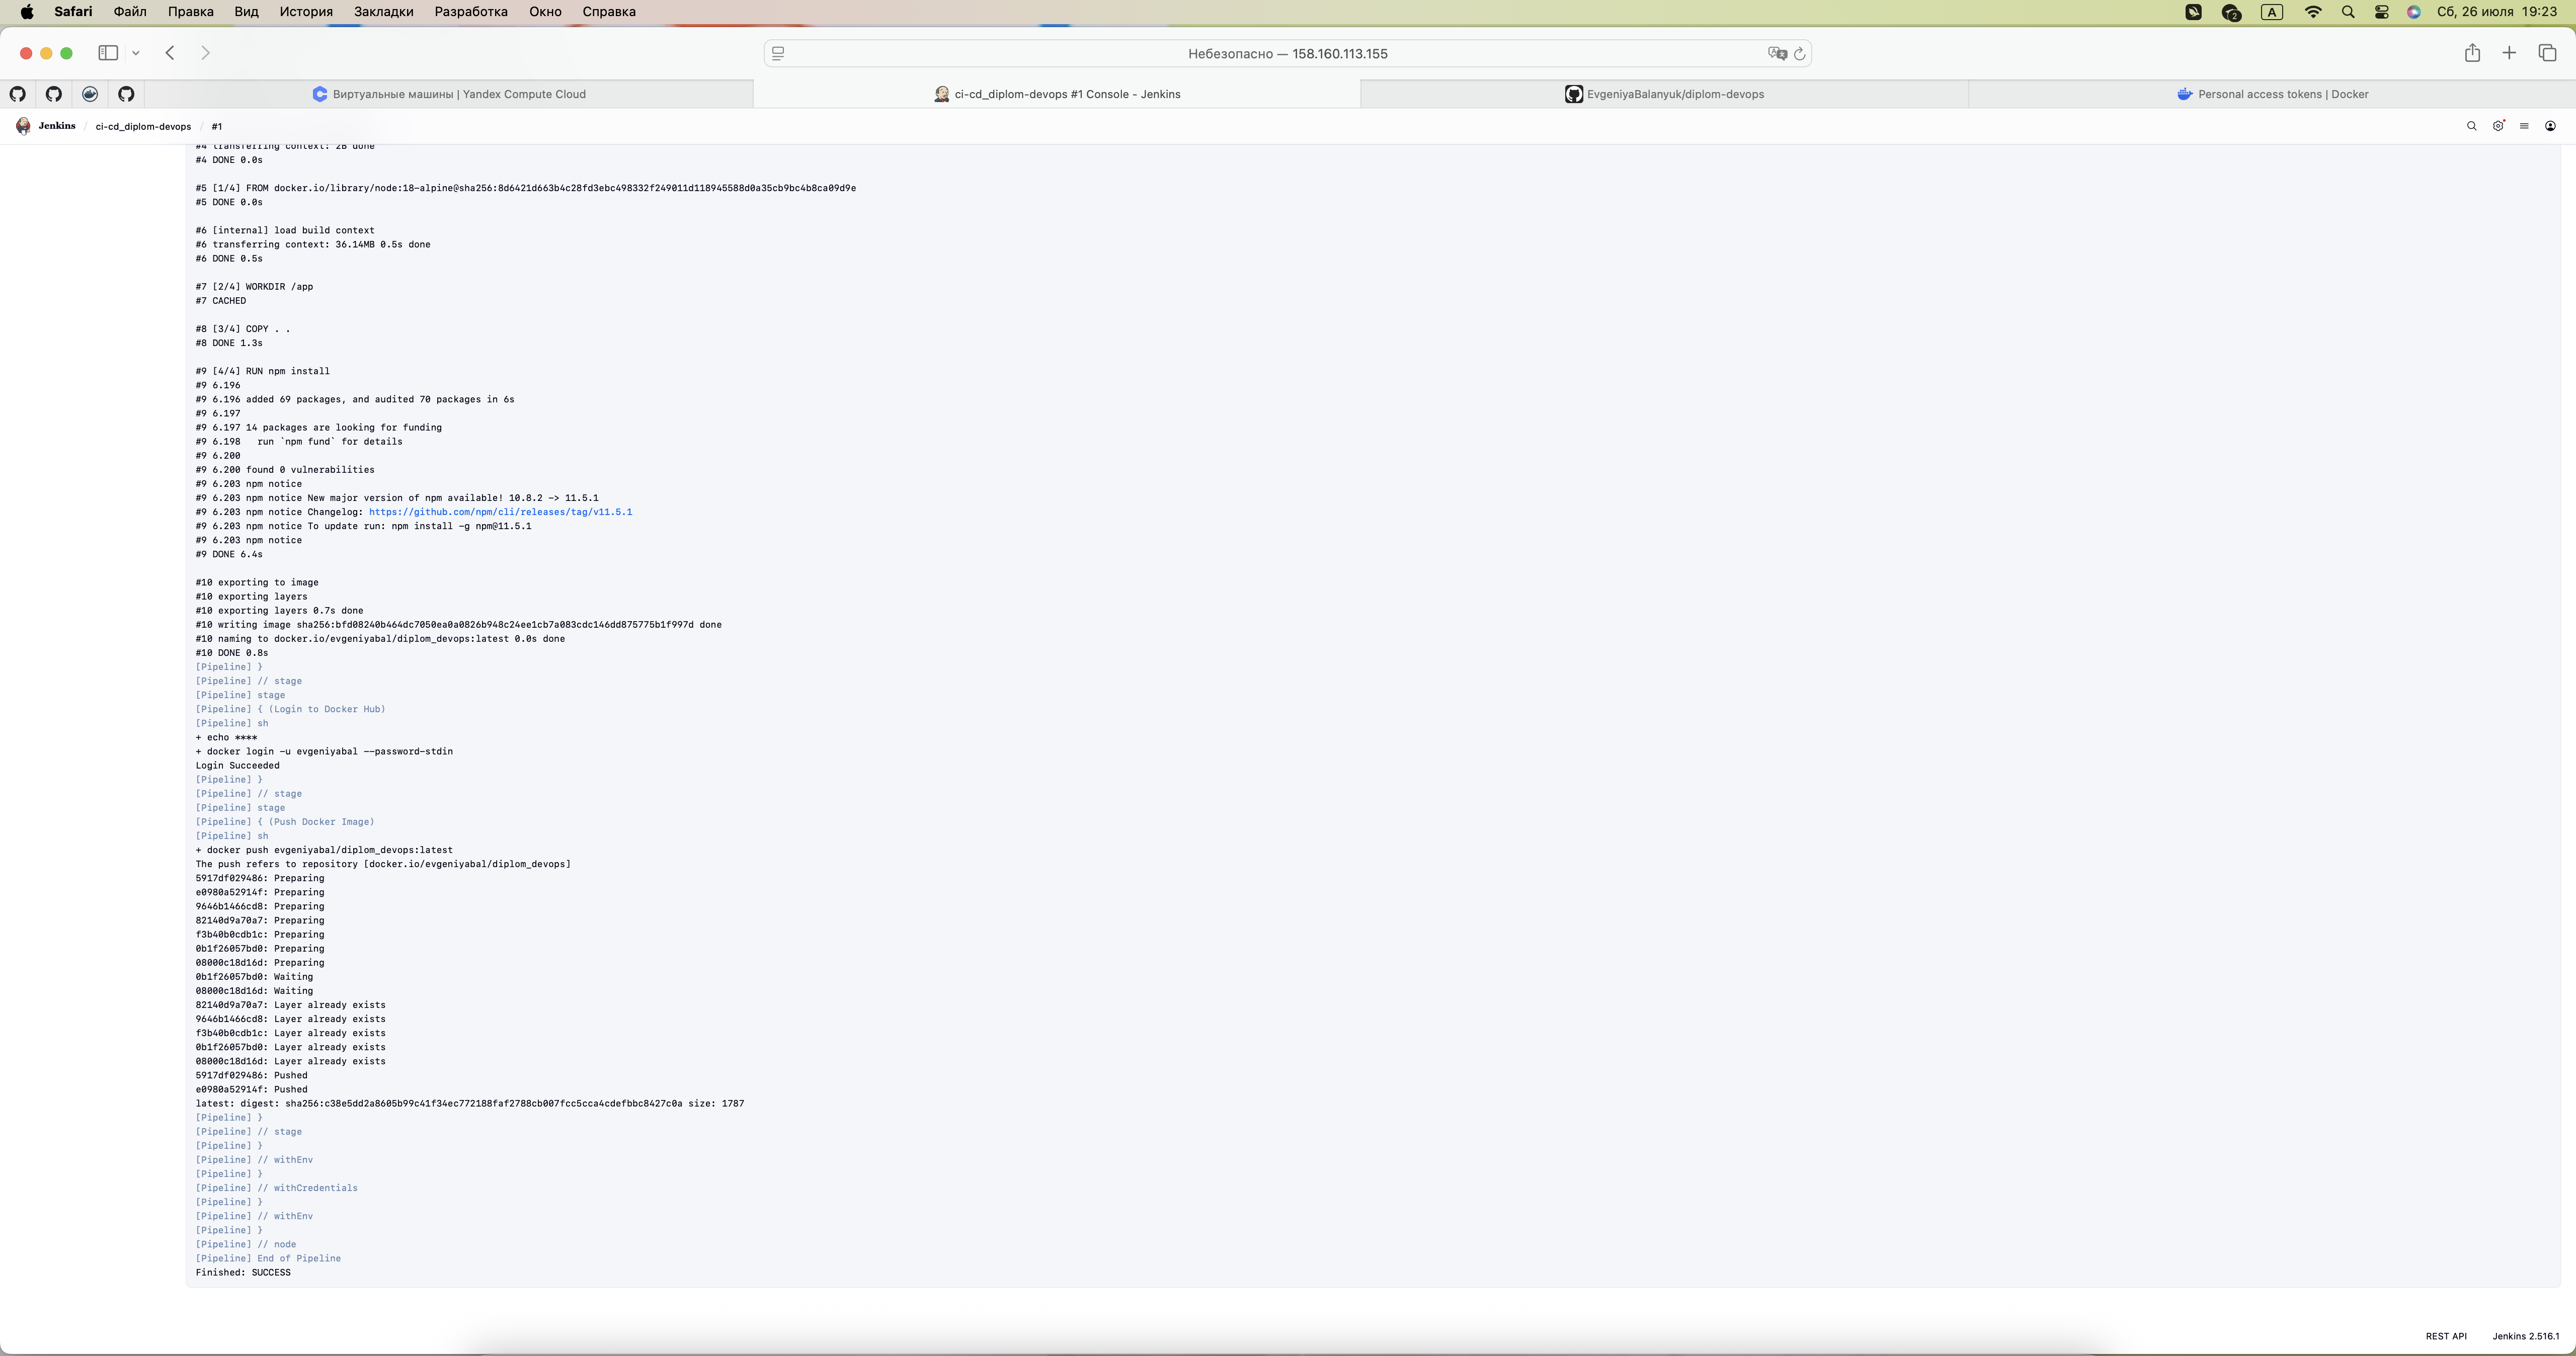 Safari Файл Правка Вид История Закладки Разработка Окно Справка 2 A Сб, 26 июля 19:23
Небезопасно — 158.160.113.155
Виртуальные машины | Yandex Compute Cloud ci-cd_diplom-devops #1 Console - Jenkins EvgeniyaBalanyuk/diplom-devops Personal access tokens | Docker
Jenkins / ci-cd_diplom-devops / #1
#4 transferring context: 2B done
#4 DONE 0.0s
#5 [1/4] FROM docker.io/library/node:18-alpine@sha256:8d6421d663b4c28fd3ebc498332f249011d118945588d0a35cb9bc4b8ca09d9e
#5 DONE 0.0s
#6 [internal] load build context
#6 transferring context: 36.14MB 0.5s done
#6 DONE 0.5s
#7 [2/4] WORKDIR /app
#7 CACHED
#8 [3/4] COPY . .
#8 DONE 1.3s
#9 [4/4] RUN npm install
#9 6.196
#9 6.196 added 69 packages, and audited 70 packages in 6s
#9 6.197
#9 6.197 14 packages are looking for funding
#9 6.198   run `npm fund` for details
#9 6.200
#9 6.200 found 0 vulnerabilities
#9 6.203 npm notice
#9 6.203 npm notice New major version of npm available! 10.8.2 -> 11.5.1
#9 6.203 npm notice Changelog: https://github.com/npm/cli/releases/tag/v11.5.1
#9 6.203 npm notice To update run: npm install -g npm@11.5.1
#9 6.203 npm notice
#9 DONE 6.4s
#10 exporting to image
#10 exporting layers
#10 exporting layers 0.7s done
#10 writing image sha256:bfd08240b464dc7050ea0a0826b948c24ee1cb7a083cdc146dd875775b1f997d done
#10 naming to docker.io/evgeniyabal/diplom_devops:latest 0.0s done
#10 DONE 0.8s
[Pipeline] }
[Pipeline] // stage
[Pipeline] stage
[Pipeline] { (Login to Docker Hub)
[Pipeline] sh
+ echo ****
+ docker login -u evgeniyabal --password-stdin
Login Succeeded
[Pipeline] }
[Pipeline] // stage
[Pipeline] stage
[Pipeline] { (Push Docker Image)
[Pipeline] sh
+ docker push evgeniyabal/diplom_devops:latest
The push refers to repository [docker.io/evgeniyabal/diplom_devops]
5917df029486: Preparing
e0980a52914f: Preparing
9646b1466cd8: Preparing
82140d9a70a7: Preparing
f3b40b0cdb1c: Preparing
0b1f26057bd0: Preparing
08000c18d16d: Preparing
0b1f26057bd0: Waiting
08000c18d16d: Waiting
82140d9a70a7: Layer already exists
9646b1466cd8: Layer already exists
f3b40b0cdb1c: Layer already exists
0b1f26057bd0: Layer already exists
08000c18d16d: Layer already exists
5917df029486: Pushed
e0980a52914f: Pushed
latest: digest: sha256:c38e5dd2a8605b99c41f34ec772188faf2788cb007fcc5cca4cdefbbc8427c0a size: 1787
[Pipeline] }
[Pipeline] // stage
[Pipeline] }
[Pipeline] // withEnv
[Pipeline] }
[Pipeline] // withCredentials
[Pipeline] }
[Pipeline] // withEnv
[Pipeline] }
[Pipeline] // node
[Pipeline] End of Pipeline
Finished: SUCCESS
REST API Jenkins 2.516.1